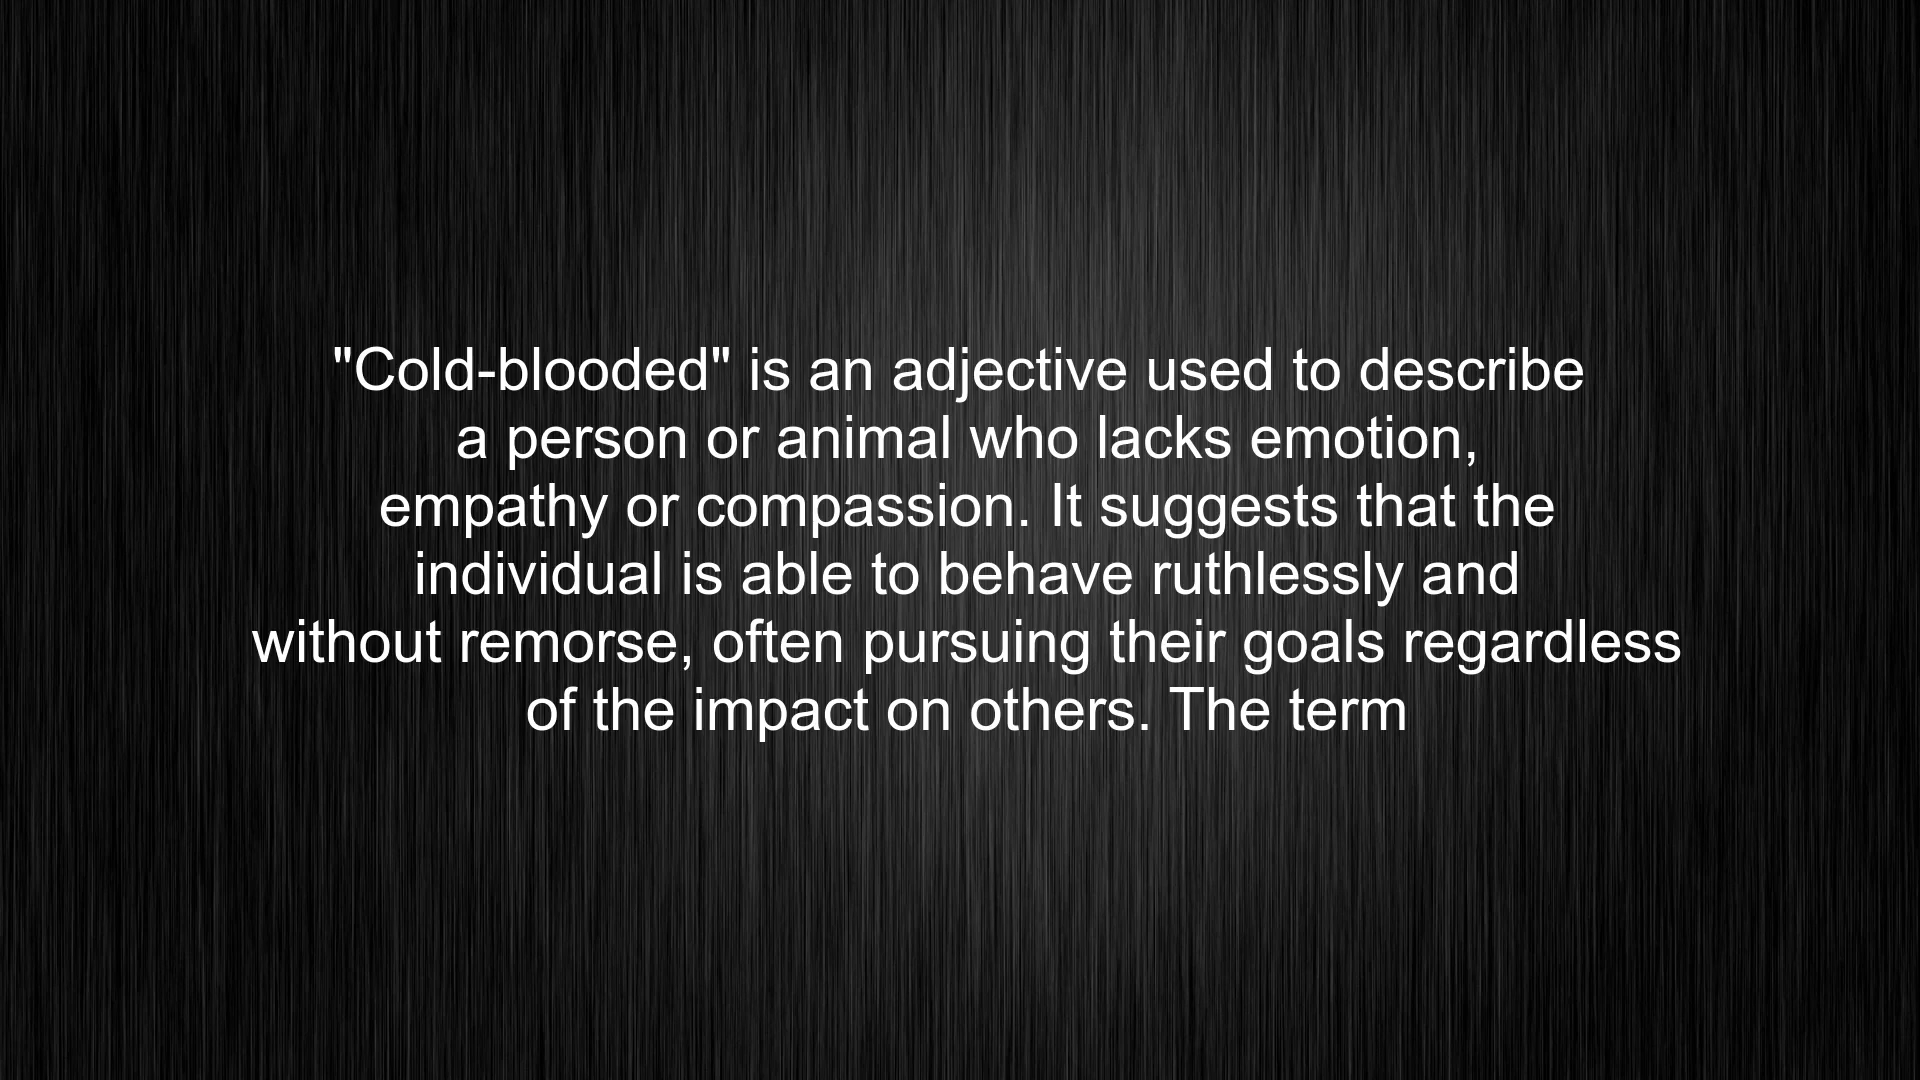 "Cold-blooded" is an adjective used to describe
a person or animal who lacks emotion,
empathy or compassion. It suggests that the
individual is able to behave ruthlessly and
without remorse, often pursuing their goals regardless
of the impact on others. The term